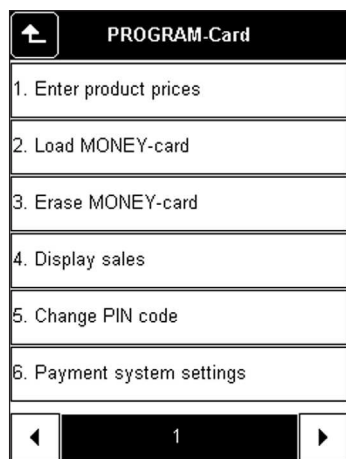 PROGRAM-Card
1. Enter product prices
2. Load MONEY-card
3. Erase MONEY-card
4. Display sales
5. Change PIN code
6. Payment system settings
1